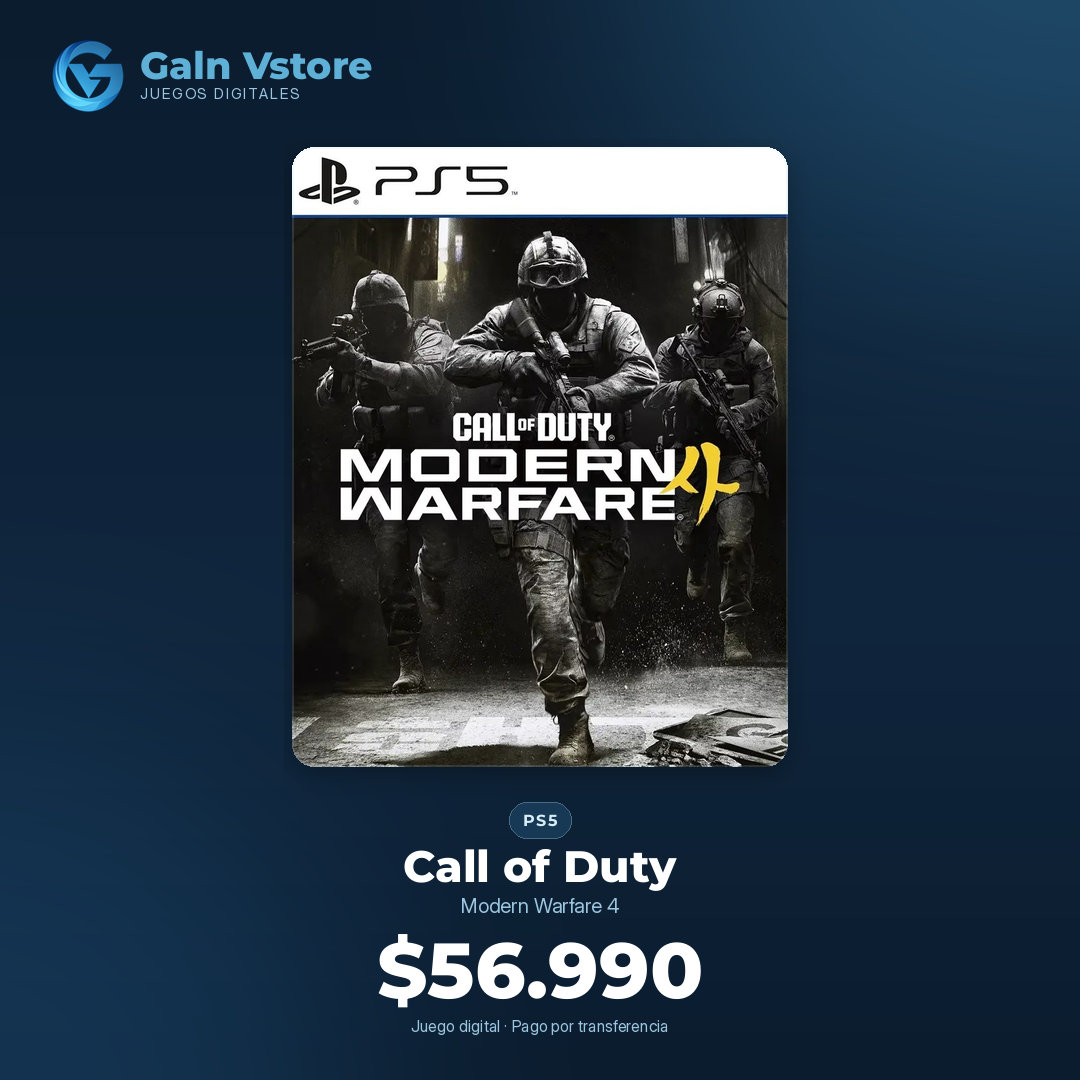 GaIn Vstore
JUEGOS DIGITALES
PS5
CALL OF DUTY
MODERN
WARFARE 사
PS5
Call of Duty
Modern Warfare 4
$56.990
Juego digital · Pago por transferencia